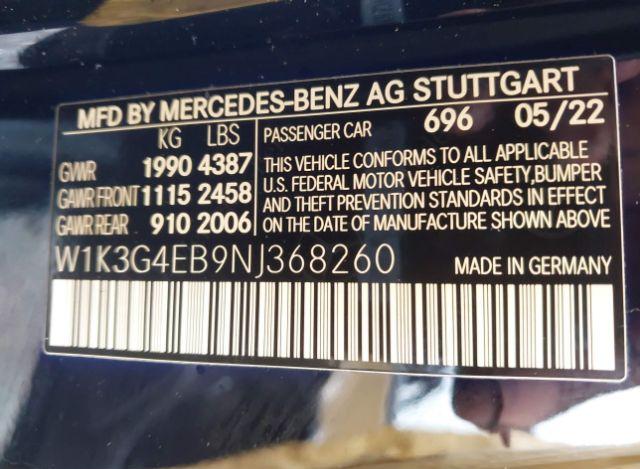 MFD BY MERCEDES-BENZ AG STUTTGART
KG LBS
GVWR 1990 4387
GAWR FRONT 1115 2458
GAWR REAR 910 2006
PASSENGER CAR 696 05/22
THIS VEHICLE CONFORMS TO ALL APPLICABLE
U.S. FEDERAL MOTOR VEHICLE SAFETY,BUMPER
AND THEFT PREVENTION STANDARDS IN EFFECT
ON THE DATE OF MANUFACTURE SHOWN ABOVE
W1K3G4EB9NJ368260 MADE IN GERMANY